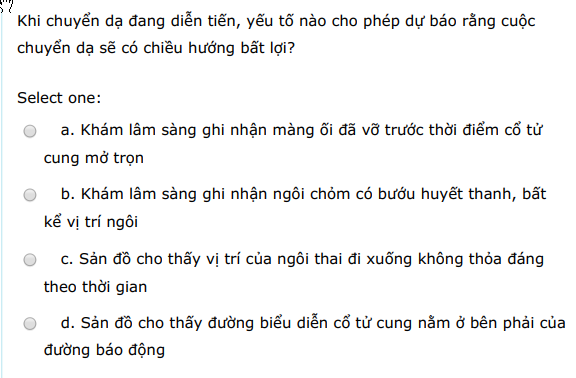 Khi chuyển dạ đang diễn tiến, yếu tố nào cho phép dự báo rằng cuộc
chuyển dạ sẽ có chiều hướng bất lợi?
Select one:
a. Khám lâm sàng ghi nhận màng ối đã vỡ trước thời điểm cổ tử
cung mở trọn
b. Khám lâm sàng ghi nhận ngôi chỏm có bướu huyết thanh, bất
kể vị trí ngôi
c. Sản đồ cho thấy vị trí của ngôi thai đi xuống không thỏa đáng
theo thời gian
d. Sản đồ cho thấy đường biểu diễn cổ tử cung nằm ở bên phải của
đường báo động